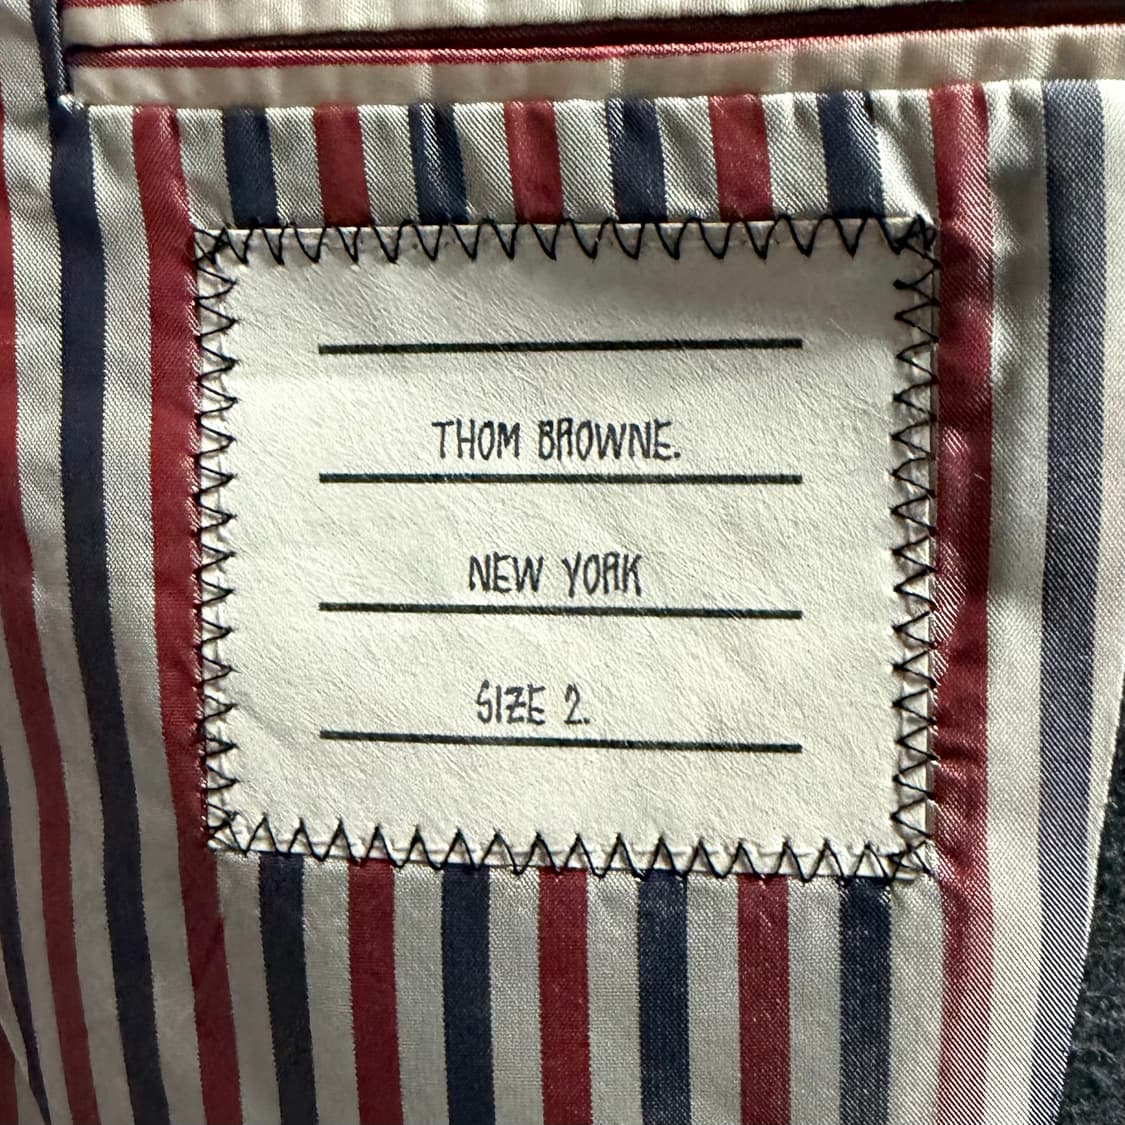 THOM BROWNE.
NEW YORK
SIZE 2.